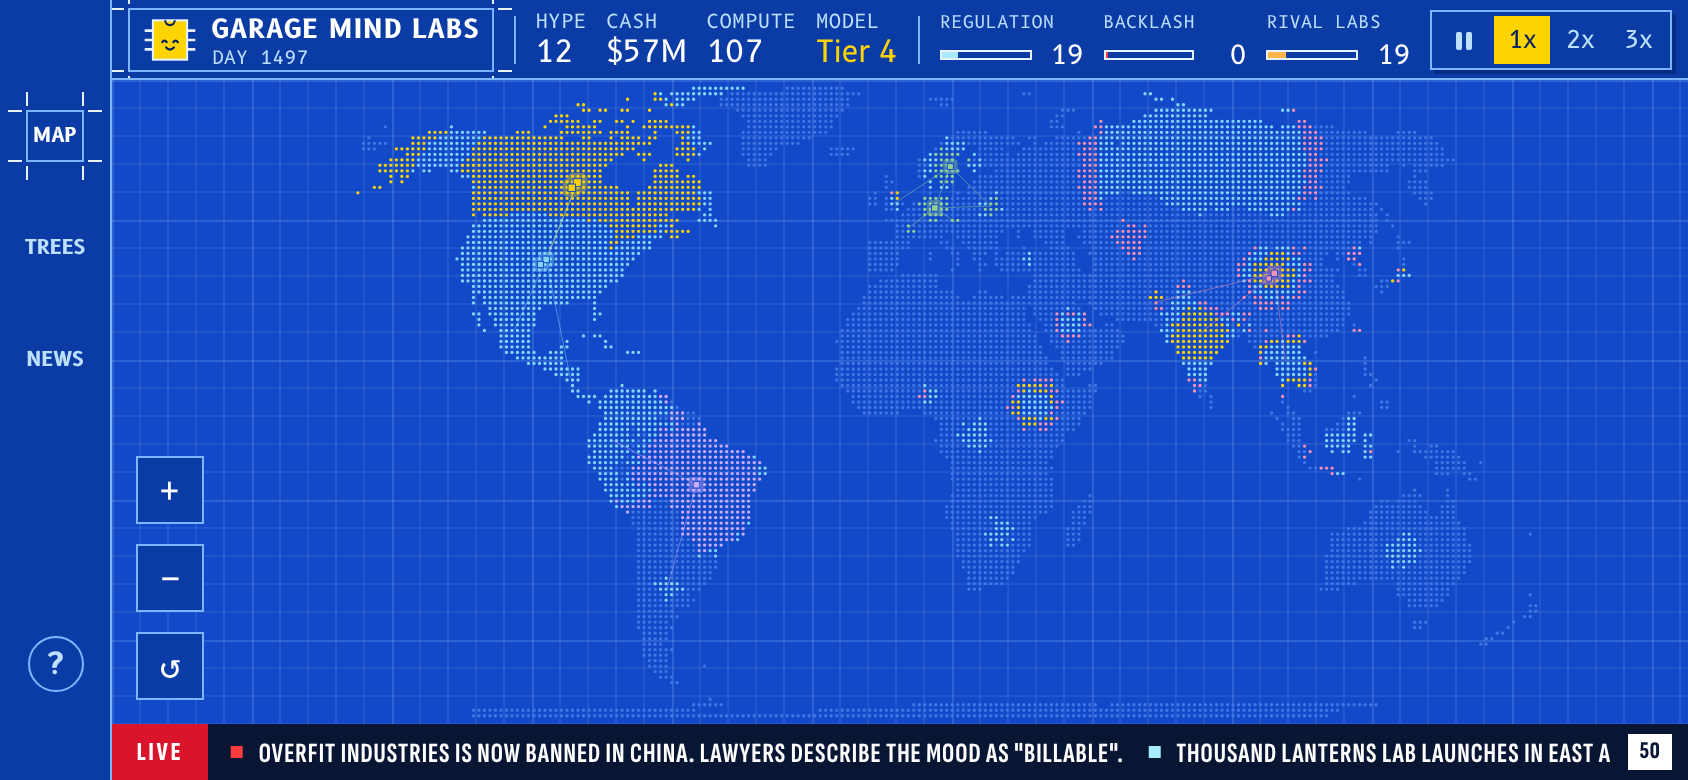 GARAGE MIND LABS
DAY 1497
HYPE
12
CASH
$57M
COMPUTE
107
MODEL
Tier 4
REGULATION
19
BACKLASH
0
RIVAL LABS
19
1x
2x
3x
MAP
TREES
NEWS
+
−
↺
?
LIVE
OVERFIT INDUSTRIES IS NOW BANNED IN CHINA. LAWYERS DESCRIBE THE MOOD AS "BILLABLE".
THOUSAND LANTERNS LAB LAUNCHES IN EAST A
50